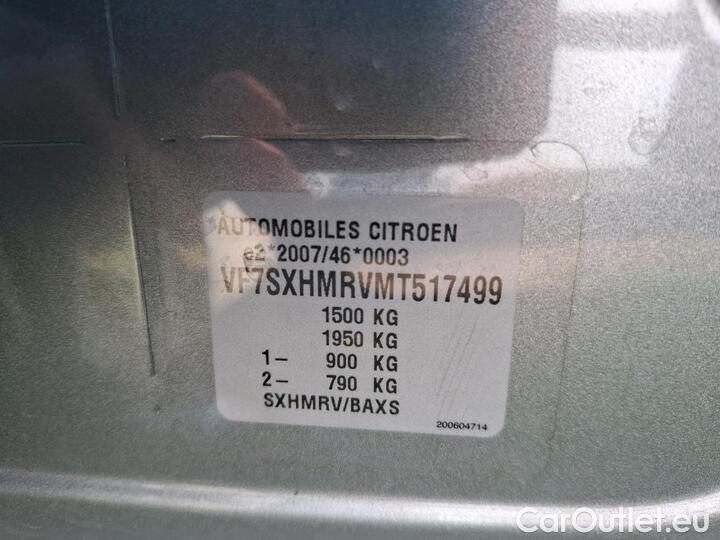 AUTOMOBILES CITROEN
e2*2007/46*0003
VF7SXHMRVMT517499
1500 KG
1950 KG
1– 900 KG
2– 790 KG
SXHMRV/BAXS
200604714
CarOutlet.eu